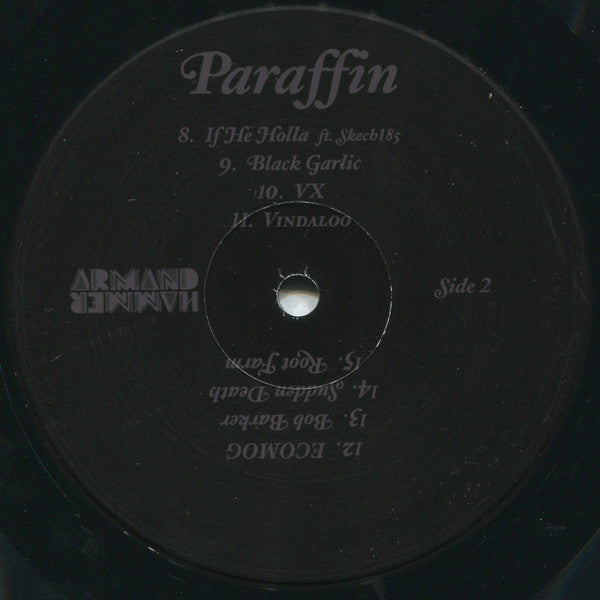 Paraffin
8. If He Holla ft. Skech185
9. Black Garlic
10. VX
11. Vindaloo
ARMAND
HAMMER
Side 2
12. ECOMOG
13. Bob Barker
14. Sudden Death
15. Root Farm